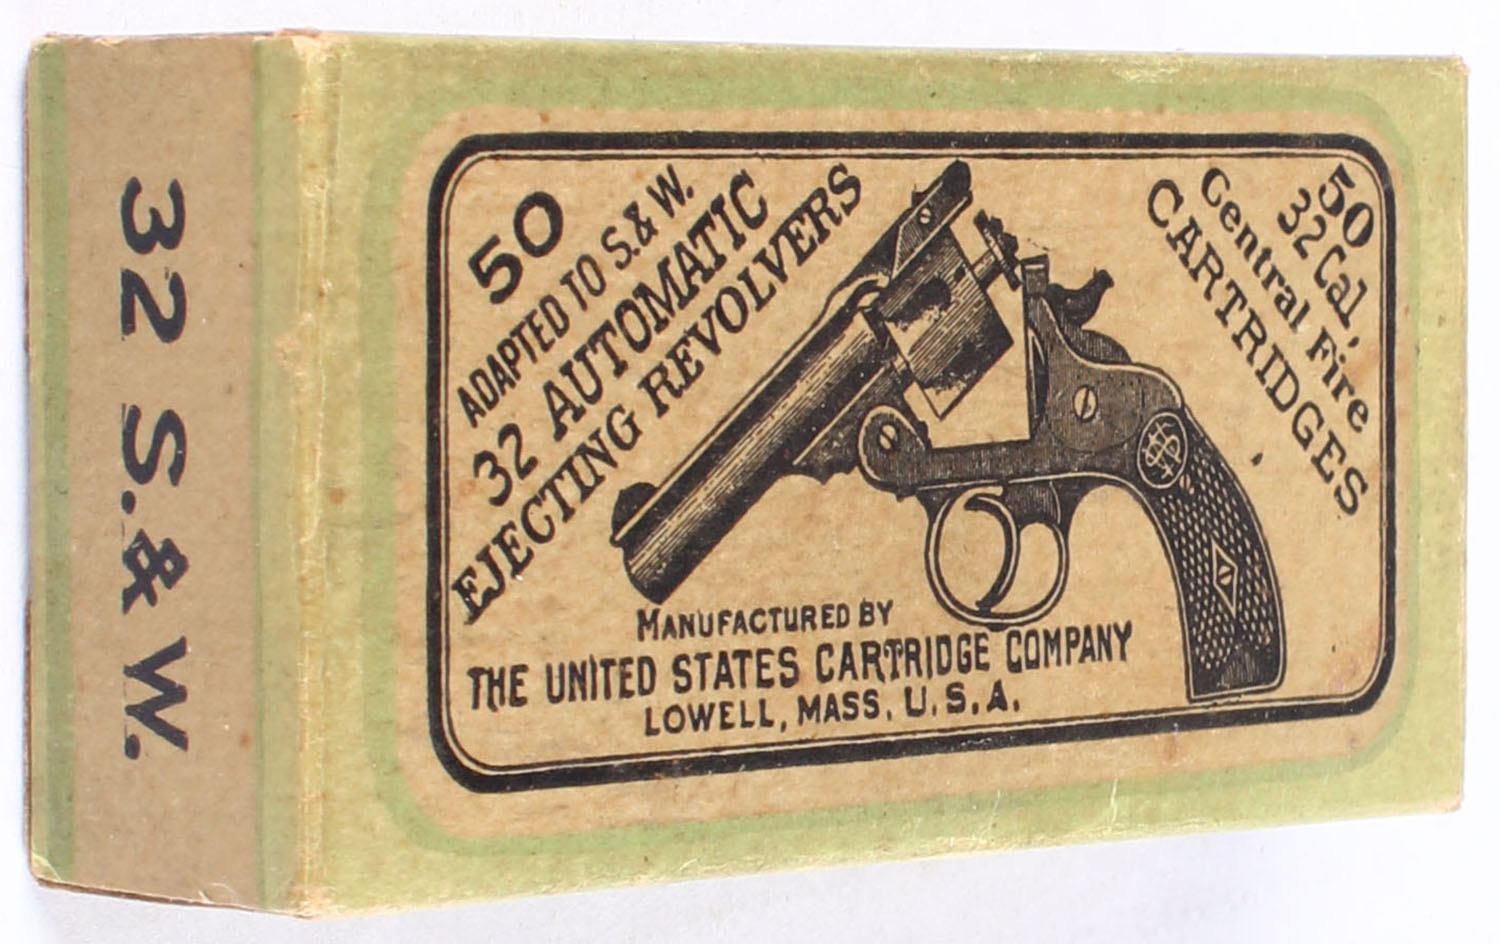 32 S.&W.
50
ADAPTED TO S.& W.
32 AUTOMATIC
EJECTING REVOLVERS
50
32 Cal,
Central Fire
CARTRIDGES
MANUFACTURED BY
THE UNITED STATES CARTRIDGE COMPANY
LOWELL, MASS, U.S.A.